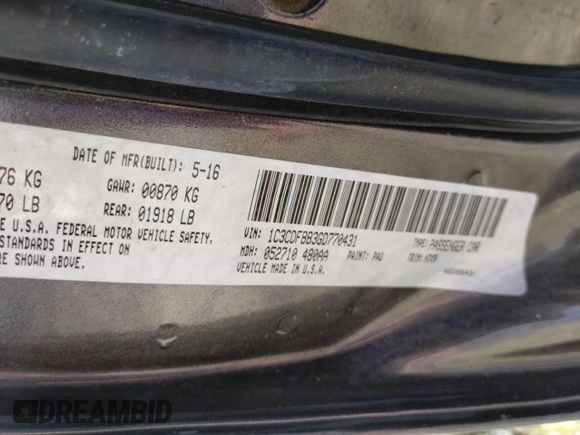 DATE OF MFR(BUILT): 5-16
76 KG
GAWR: 00870 KG
70 LB
REAR: 01918 LB
E U.S.A. FEDERAL MOTOR VEHICLE SAFETY,
STANDARDS IN EFFECT ON
RE SHOWN ABOVE.
VIN: 1C3CDFBB3GD770431
TYPE: PASSENGER CAR
MDH: 052710 480AA
PAINT: PAU
TRIM:
VEHICLE MADE IN U.S.A.
DREAMBID